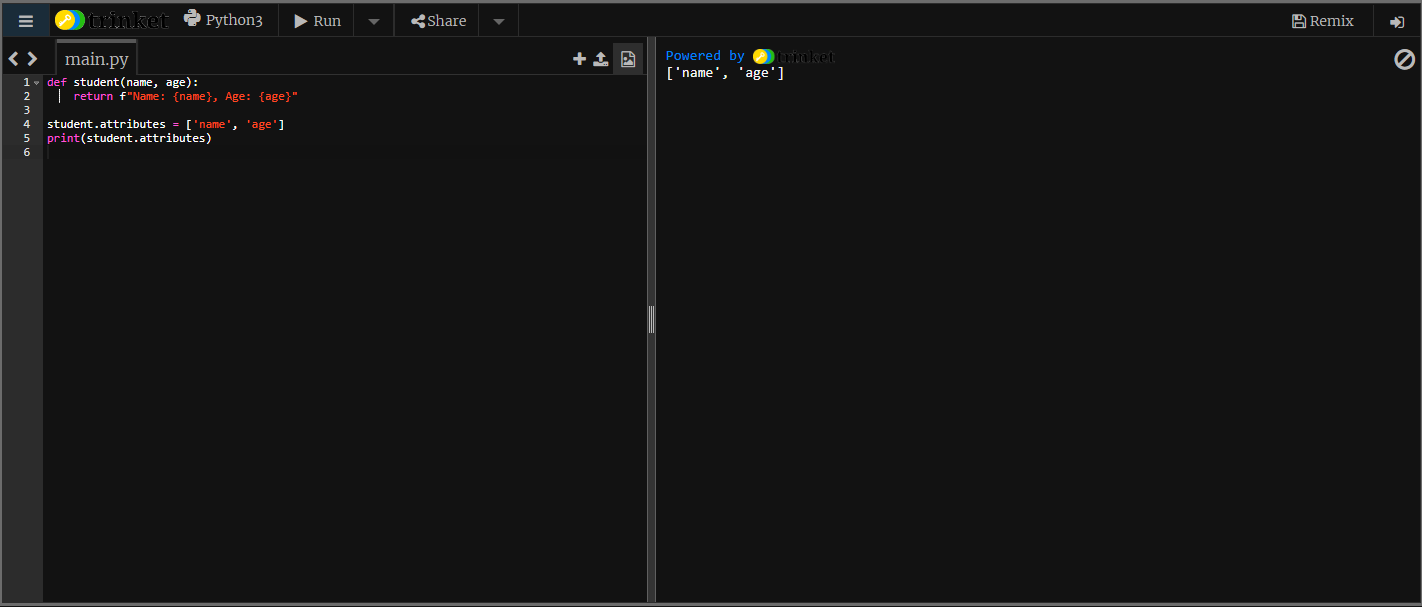 trinket Python3 Run Share Remix
main.py
1 def student(name, age):
2 return f"Name: {name}, Age: {age}"
3
4 student.attributes = ['name', 'age']
5 print(student.attributes)
6
Powered by trinket
['name', 'age']